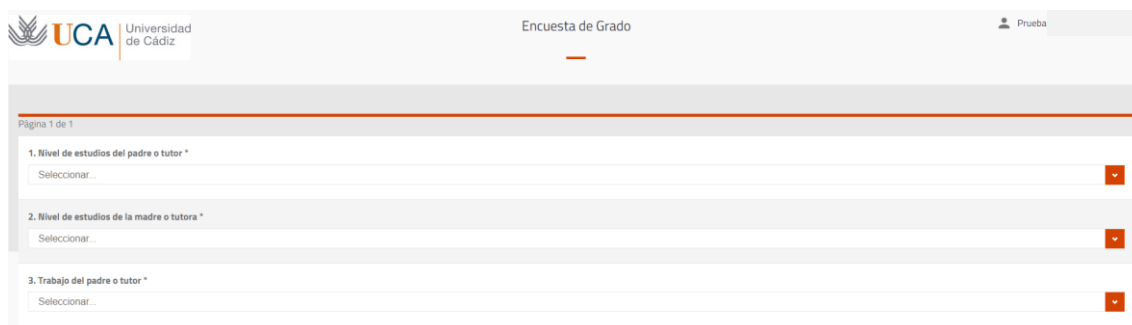 UCA
Universidad
de Cádiz
Encuesta de Grado
Prueba
Página 1 de 1
1. Nivel de estudios del padre o tutor *
Seleccionar...
2. Nivel de estudios de la madre o tutora *
Seleccionar...
3. Trabajo del padre o tutor *
Seleccionar...